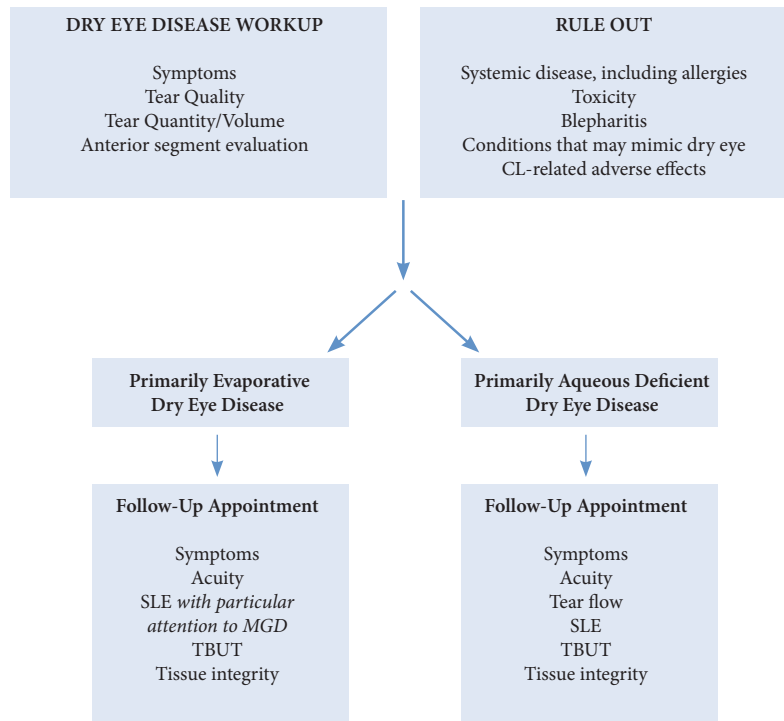 DRY EYE DISEASE WORKUP
Symptoms
Tear Quality
Tear Quantity/Volume
Anterior segment evaluation
RULE OUT
Systemic disease, including allergies
Toxicity
Blepharitis
Conditions that may mimic dry eye
CL-related adverse effects
Primarily Evaporative
Dry Eye Disease
Primarily Aqueous Deficient
Dry Eye Disease
Follow-Up Appointment
Symptoms
Acuity
SLE with particular
attention to MGD
TBUT
Tissue integrity
Follow-Up Appointment
Symptoms
Acuity
Tear flow
SLE
TBUT
Tissue integrity